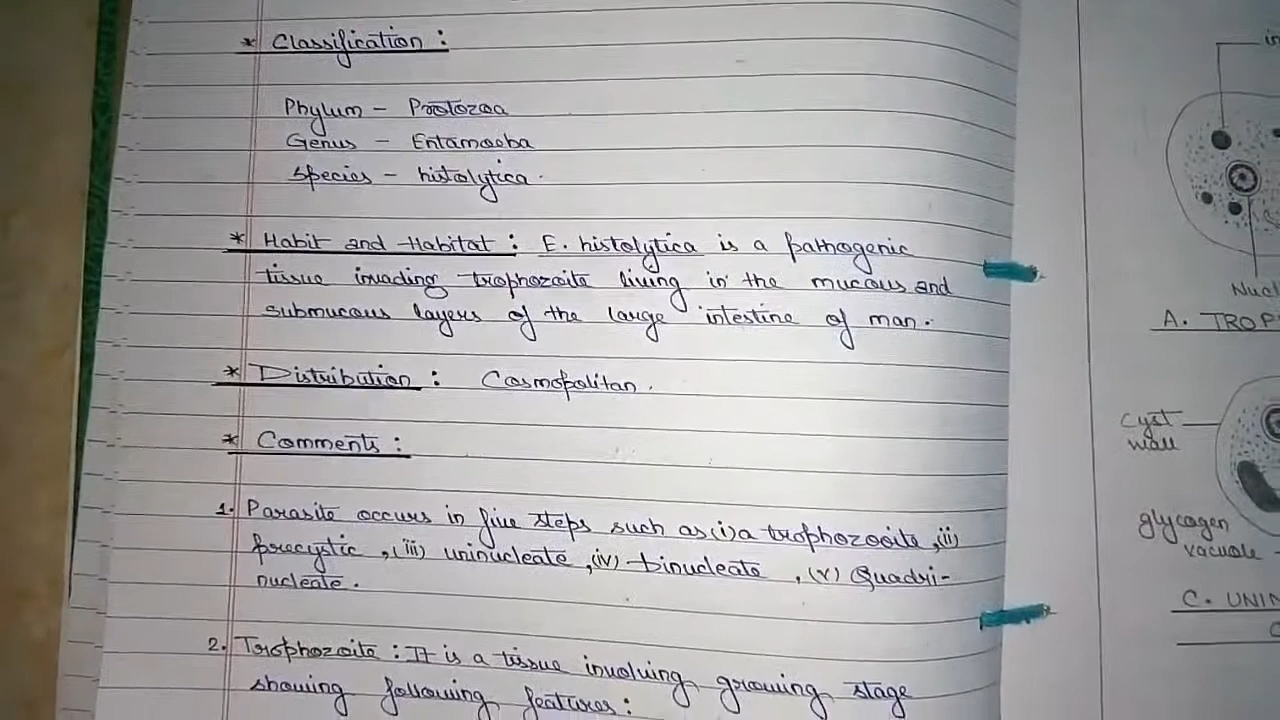 * Classification :
Phylum - Protozoa
Genus - Entamoeba
Species - histolytica.
* Habit and Habitat : E. histolytica is a pathogenic
tissue invading trophozoite living in the mucous and
submucous layers of the large intestine of man.
* Distribution : Cosmopolitan.
* Comments :
1. Parasite occurs in five steps such as (i) a trophozoite, (ii)
precystic, (iii) uninucleate, (iv) binucleate, (v) Quadri-
nucleate.
2. Trophozoite : It is a tissue involving growing stage
showing following features :
in
Nucl
A. TROP
cyst
wall
glycogen
vacuole
C. UNIN